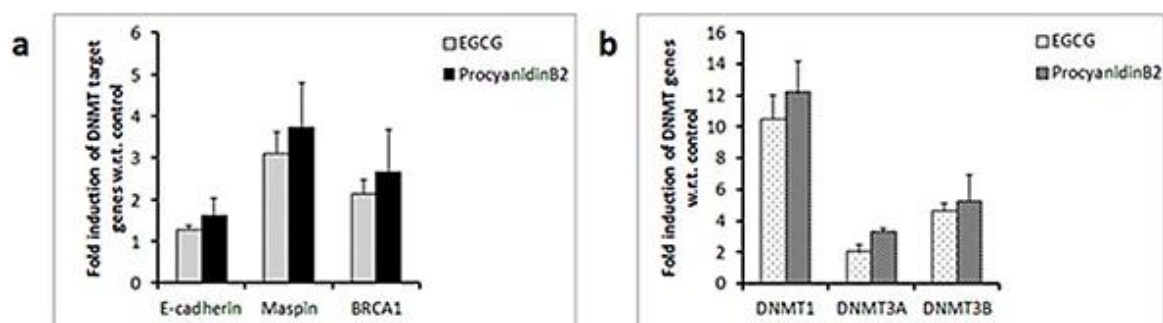 a
Fold induction of DNMT target
genes w.r.t. control
6
5
4
3
2
1
0
EGCG
ProcyanidinB2
E-cadherin Maspin BRCA1
b
Fold induction of DNMT genes
w.r.t. control
16
14
12
10
8
6
4
2
0
EGCG
ProcyanidinB2
DNMT1 DNMT3A DNMT3B